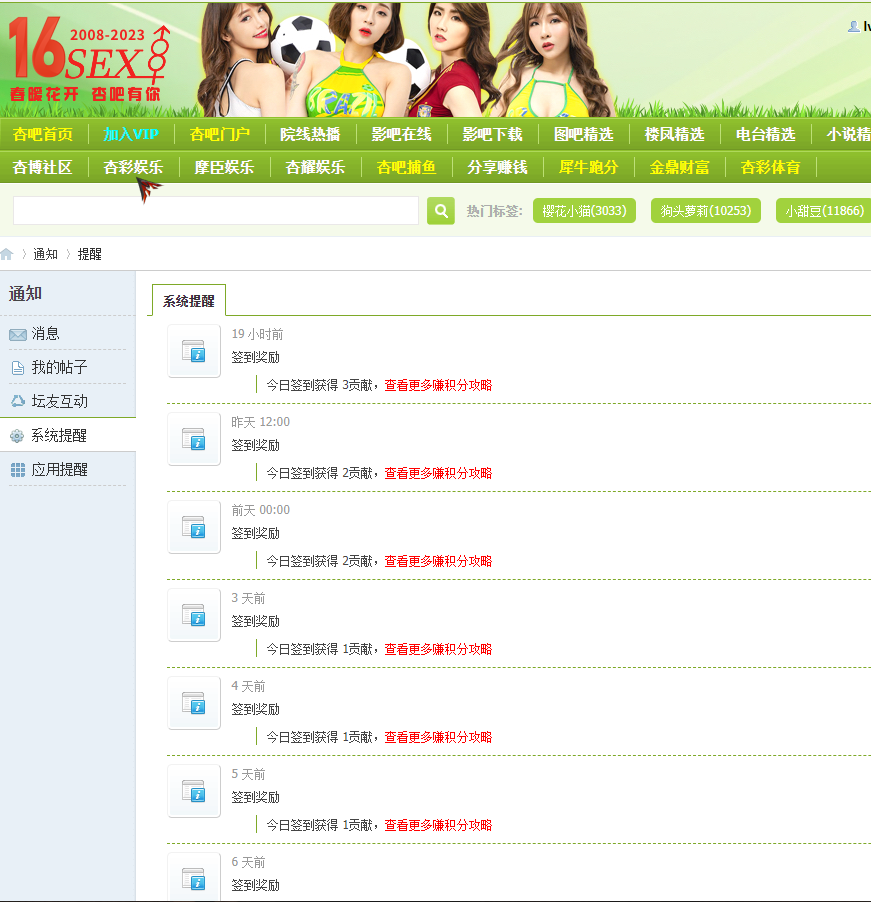 16
2008-2023
SEX
春暖花开 杏吧有你
lv
杏吧首页 加入VIP 杏吧门户 院线热播 影吧在线 影吧下载 图吧精选 楼凤精选 电台精选 小说精
杏博社区 杏彩娱乐 摩臣娱乐 杏耀娱乐 杏吧捕鱼 分享赚钱 犀牛跑分 金鼎财富 杏彩体育
热门标签: 樱花小猫(3033) 狗头萝莉(10253) 小甜豆(11866)
通知 提醒
通知
消息
我的帖子
坛友互动
系统提醒
应用提醒
系统提醒
19 小时前
签到奖励
今日签到获得 3贡献，查看更多赚积分攻略
昨天 12:00
签到奖励
今日签到获得 2贡献，查看更多赚积分攻略
前天 00:00
签到奖励
今日签到获得 2贡献，查看更多赚积分攻略
3 天前
签到奖励
今日签到获得 1贡献，查看更多赚积分攻略
4 天前
签到奖励
今日签到获得 1贡献，查看更多赚积分攻略
5 天前
签到奖励
今日签到获得 1贡献，查看更多赚积分攻略
6 天前
签到奖励